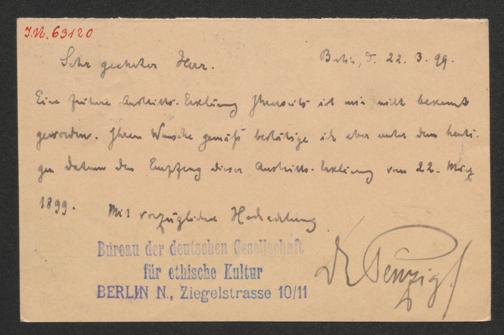 I.N. 63120
Sehr geehrter Herr. Berlin, d. 22. 3. 99.
Eine frühere Austritts-Erklärung Ihrerseits ist mir nicht bekannt
geworden. Ihrem Wunsche gemäß bestätige ich aber unter dem heuti-
gen Datum den Empfang dieser Austritts-Erklärung vom 22. März
1899. Mit vorzüglicher Hochachtung
Dr Penzig
Bureau der deutschen Gesellschaft
für ethische Kultur
BERLIN N., Ziegelstrasse 10/11